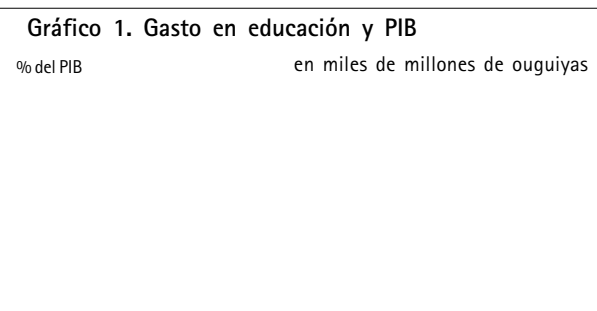 Gráfico 1. Gasto en educación y PIB
% del PIB en miles de millones de ouguiyas